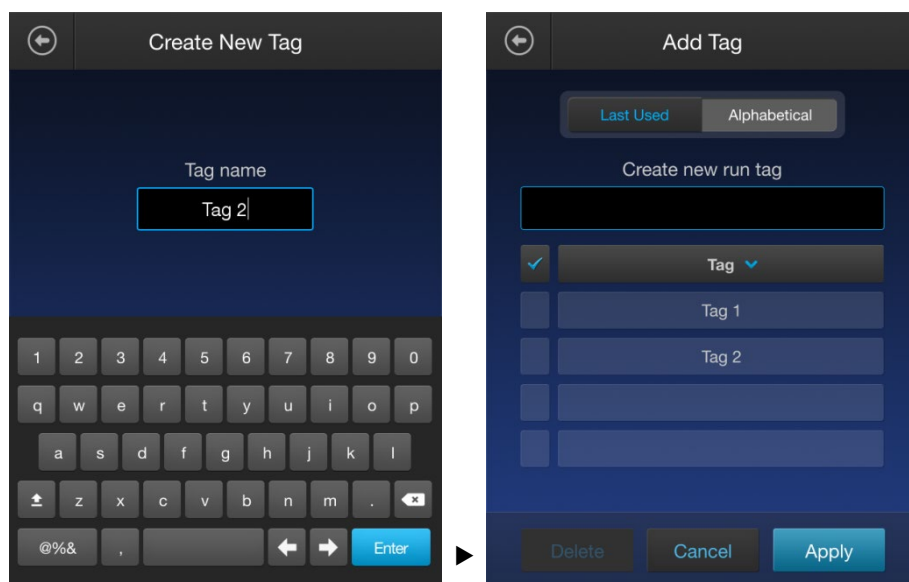 Create New Tag
Tag name
Tag 2
1 2 3 4 5 6 7 8 9 0
q w e r t y u i o p
a s d f g h j k l
z x c v b n m .
@%& , Enter
Add Tag
Last Used Alphabetical
Create new run tag
Tag
Tag 1
Tag 2
Delete Cancel Apply